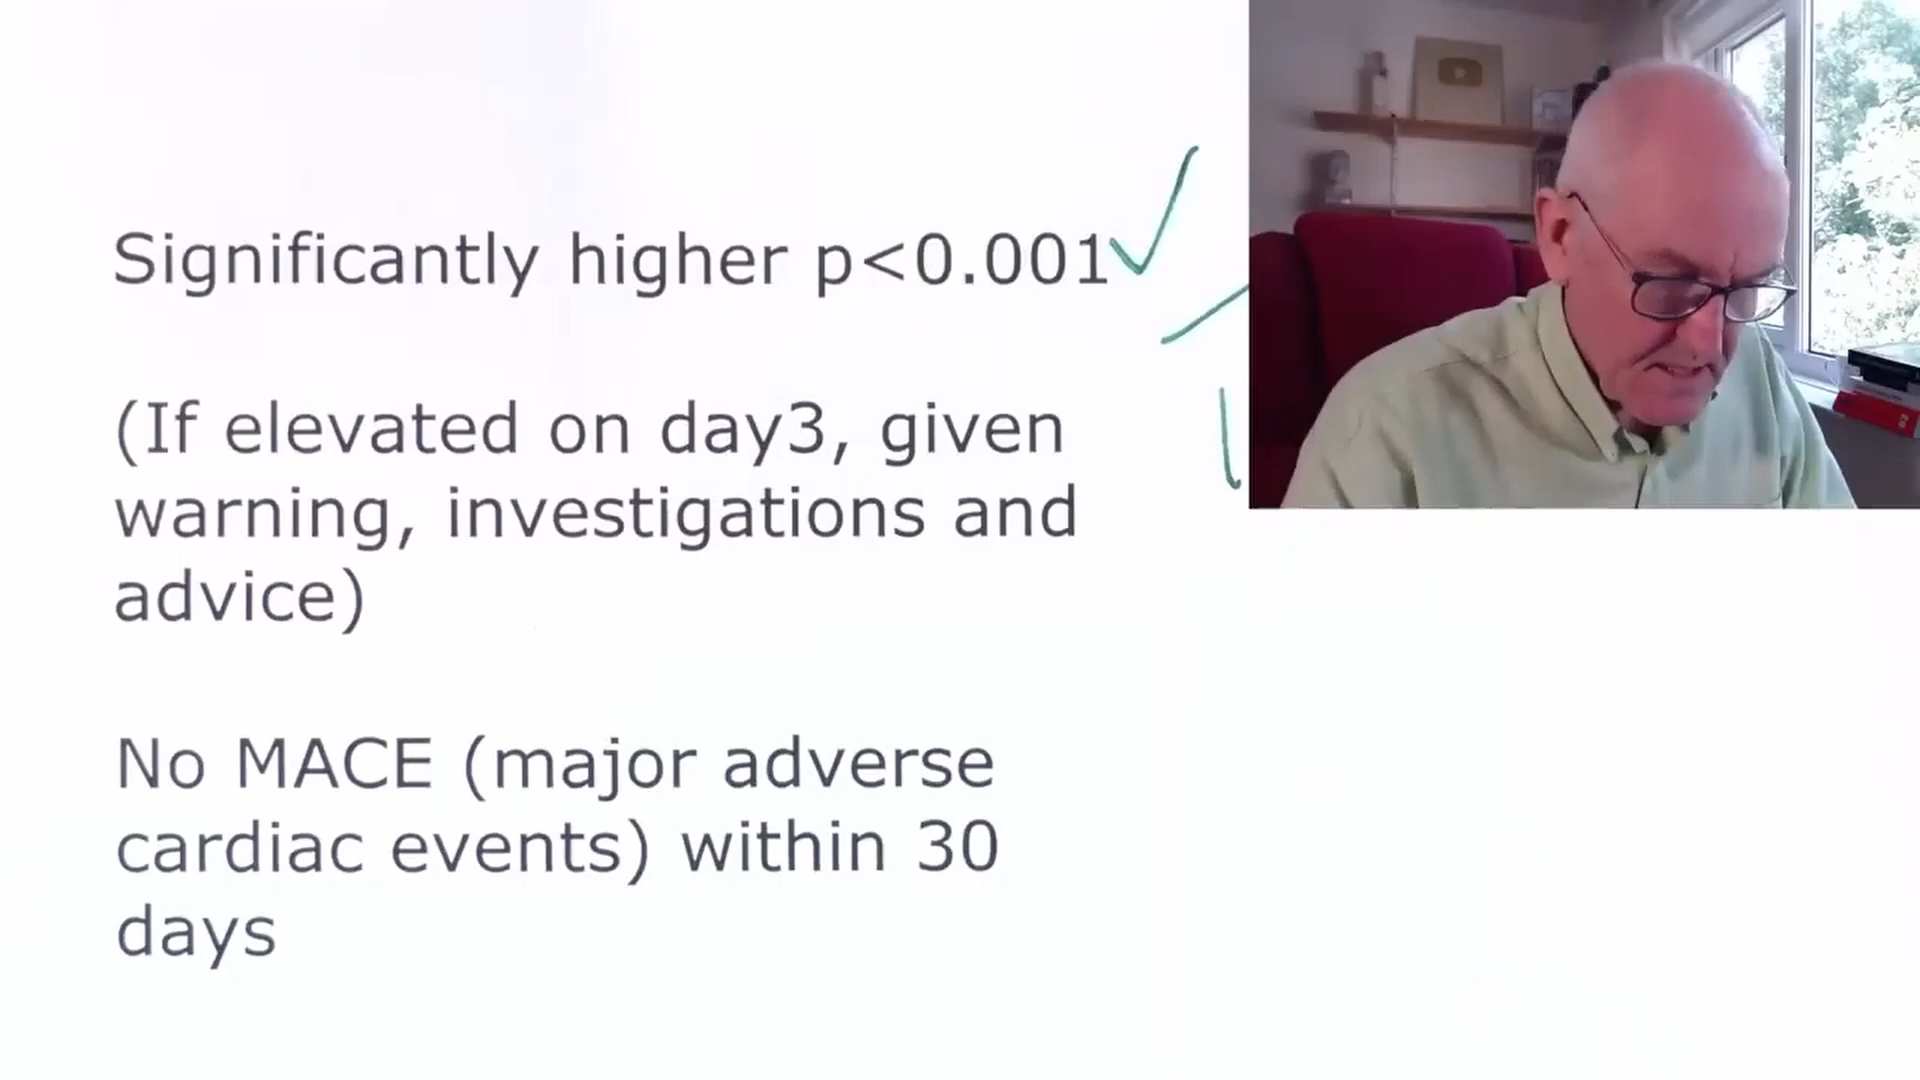 Significantly higher p<0.001
(If elevated on day3, given
warning, investigations and
advice)
No MACE (major adverse
cardiac events) within 30
days